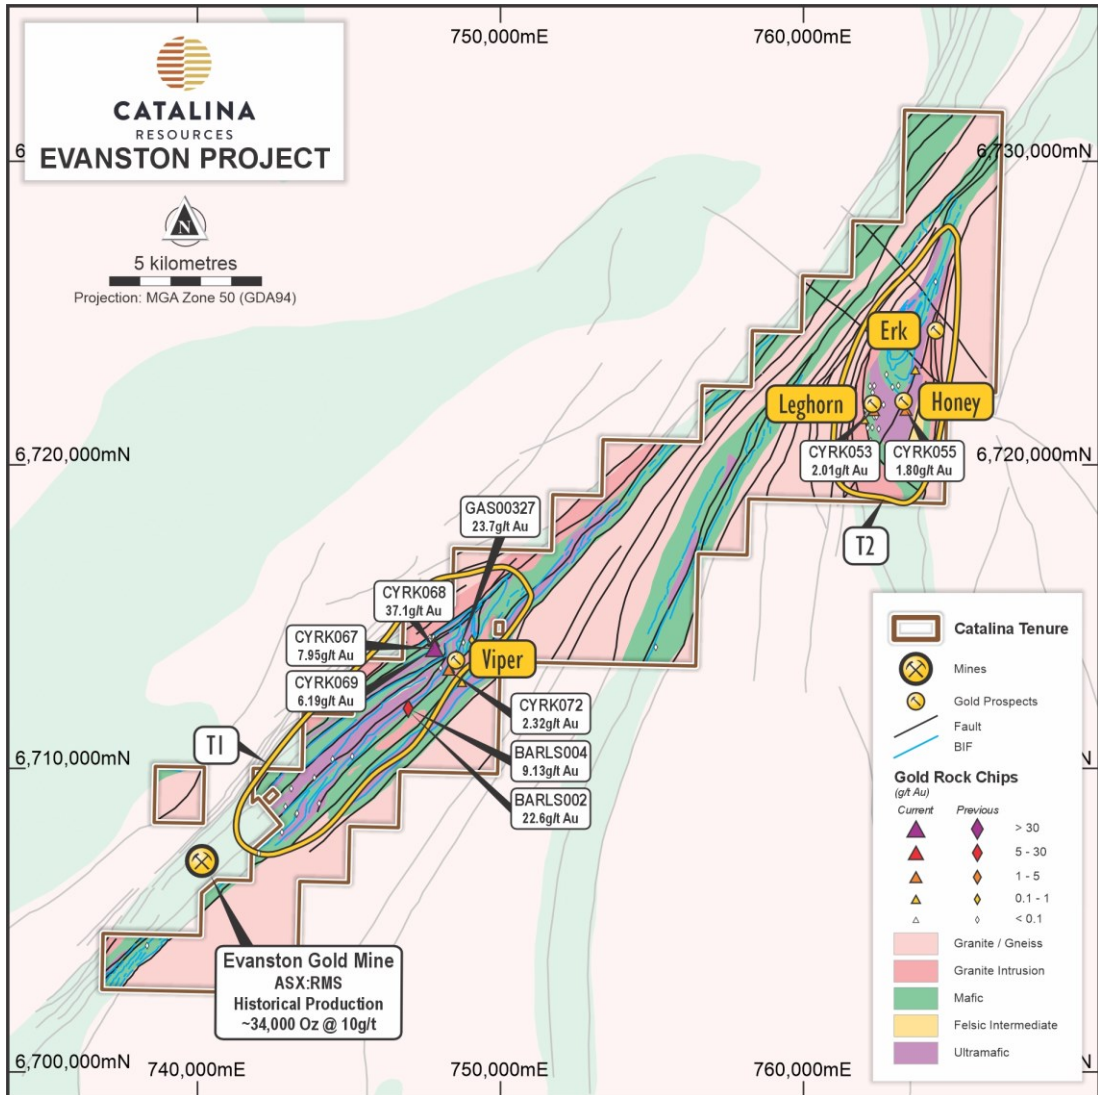 750,000mE
760,000mE
CATALINA
RESOURCES
EVANSTON PROJECT
6
6,730,000mN
N
5 kilometres
Projection: MGA Zone 50 (GDA94)
Erk
Leghorn
Honey
CYRK053
2.01g/t Au
CYRK055
1.80g/t Au
6,720,000mN
6,720,000mN
GAS00327
23.7g/t Au
T2
CYRK068
37.1g/t Au
CYRK067
7.95g/t Au
Viper
CYRK069
6.19g/t Au
CYRK072
2.32g/t Au
T1
BARLS004
9.13g/t Au
6,710,000mN
BARLS002
22.6g/t Au
Evanston Gold Mine
ASX:RMS
Historical Production
~34,000 Oz @ 10g/t
Catalina Tenure
Mines
Gold Prospects
Fault
BIF
Gold Rock Chips
(g/t Au)
Current Previous
> 30
5 - 30
1 - 5
0.1 - 1
< 0.1
Granite / Gneiss
Granite Intrusion
Mafic
Felsic Intermediate
Ultramafic
6,700,000mN
N
740,000mE
750,000mE
760,000mE